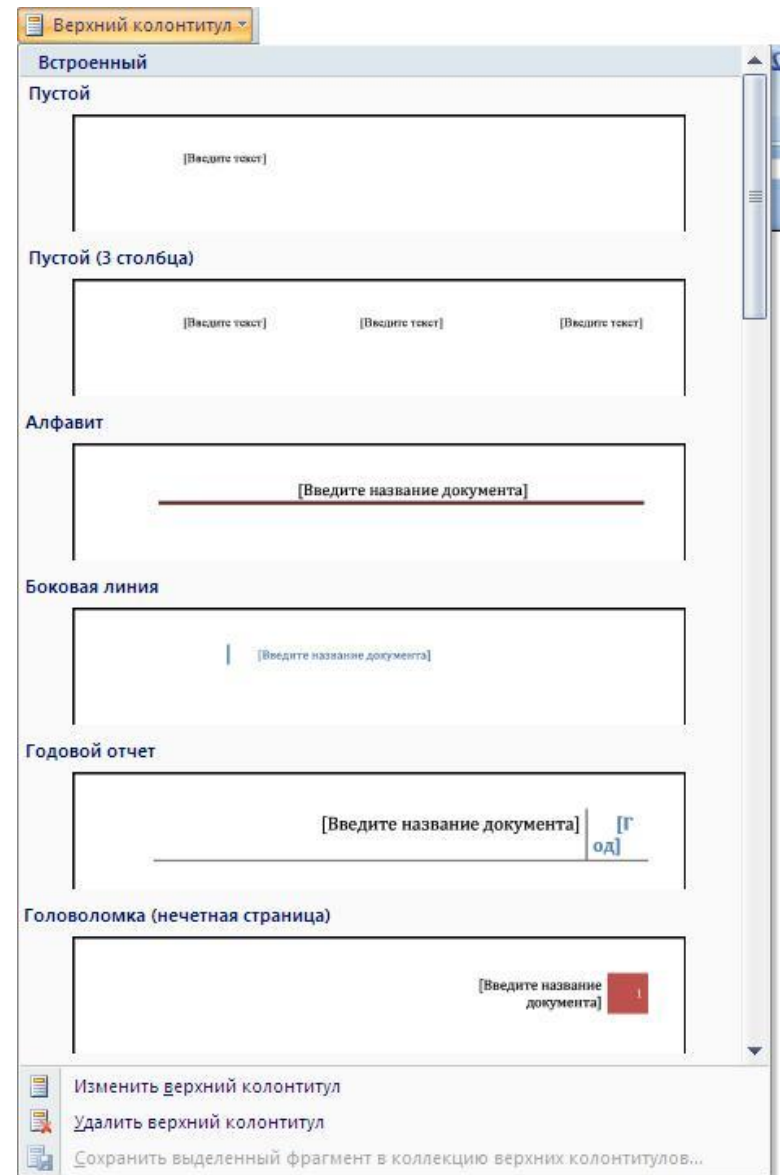 Верхний колонтитул
Встроенный
Пустой
[Введите текст]
Пустой (3 столбца)
[Введите текст] [Введите текст] [Введите текст]
Алфавит
[Введите название документа]
Боковая линия
[Введите название документа]
Годовой отчет
[Введите название документа] [Г
од]
Головоломка (нечетная страница)
[Введите название 1
документа]
Изменить верхний колонтитул
Удалить верхний колонтитул
Сохранить выделенный фрагмент в коллекцию верхних колонтитулов...